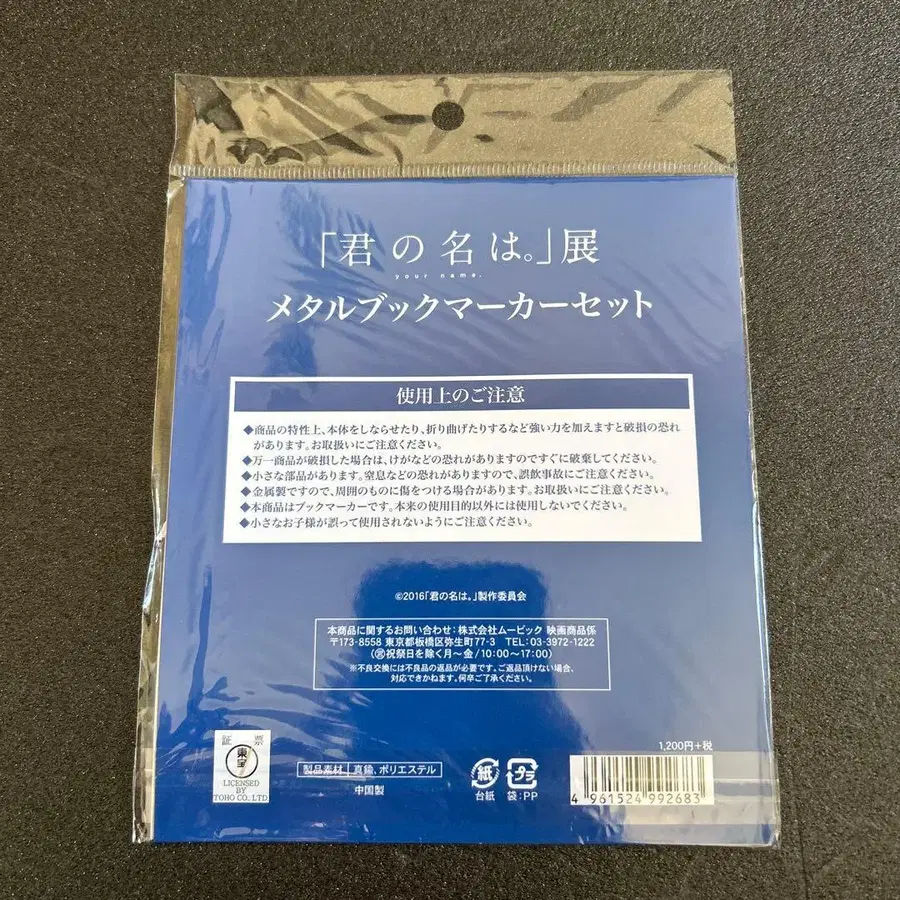 「君の名は。」展
your name.
メタルブックマーカーセット
使用上のご注意
◆商品の特性上、本体をしならせたり、折り曲げたりするなど強い力を加えますと破損の恐れ
があります。お取扱いにご注意ください。
◆万一商品が破損した場合は、けがなどの恐れがありますのですぐに破棄してください。
◆小さな部品があります。窒息などの恐れがありますので、誤飲事故にご注意ください。
◆金属製ですので、周囲のものに傷をつける場合があります。お取扱いにご注意ください。
◆本商品はブックマーカーです。本来の使用目的以外には使用しないでください。
◆小さなお子様が誤って使用されないようにご注意ください。
©2016「君の名は。」製作委員会
本商品に関するお問い合わせ：株式会社ムービック 映画商品係
〒173-8558 東京都板橋区弥生町77-3 TEL:03-3972-1222
(㊗祝祭日を除く月～金/10:00～17:00)
※不良交換には不良品の返品が必要です。ご返品頂けない場合、
対応できかねます。何卒ご了承ください。
1,200円+税
証 票
東宝
LICENSED
BY
TOHO CO., LTD
製品素材 真鍮、ポリエステル
中国製
紙
台紙
プラ
袋:PP
4 961524 992683